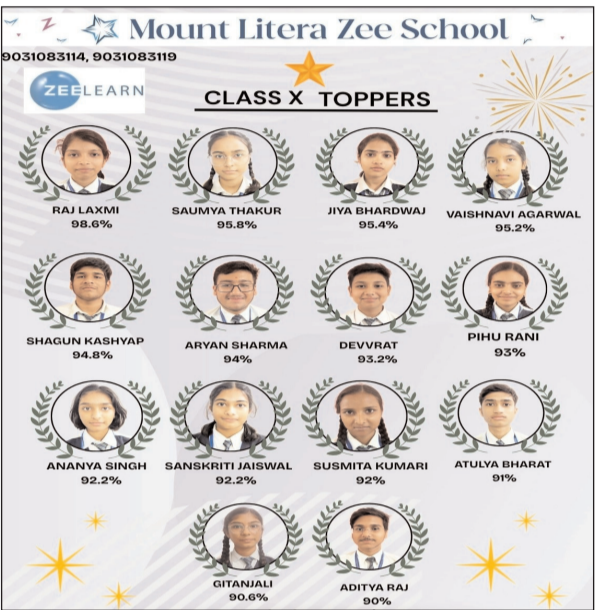 Mount Litera Zee School
9031083114, 9031083119
ZEELEARN
CLASS X TOPPERS
RAJ LAXMI
98.6%
SAUMYA THAKUR
95.8%
JIYA BHARDWAJ
95.4%
VAISHNAVI AGARWAL
95.2%
SHAGUN KASHYAP
94.8%
ARYAN SHARMA
94%
DEVVRAT
93.2%
PIHU RANI
93%
ANANYA SINGH
92.2%
SANSKRITI JAISWAL
92.2%
SUSMITA KUMARI
92%
ATULYA BHARAT
91%
GITANJALI
90.6%
ADITYA RAJ
90%